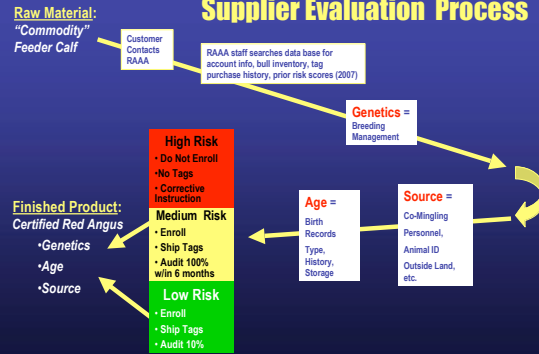 Supplier Evaluation Process
Raw Material:
“Commodity”
Feeder Calf
Customer
Contacts
RAAA
RAAA staff searches data base for
account info, bull inventory, tag
purchase history, prior risk scores (2007)
Genetics =
Breeding
Management
Source =
Co-Mingling
Personnel,
Animal ID
Outside Land,
etc.
Age =
Birth
Records
Type,
History,
Storage
High Risk
• Do Not Enroll
•No Tags
• Corrective
Instruction
Medium Risk
• Enroll
• Ship Tags
• Audit 100%
w/in 6 months
Low Risk
• Enroll
• Ship Tags
• Audit 10%
Finished Product:
Certified Red Angus
•Genetics
•Age
•Source